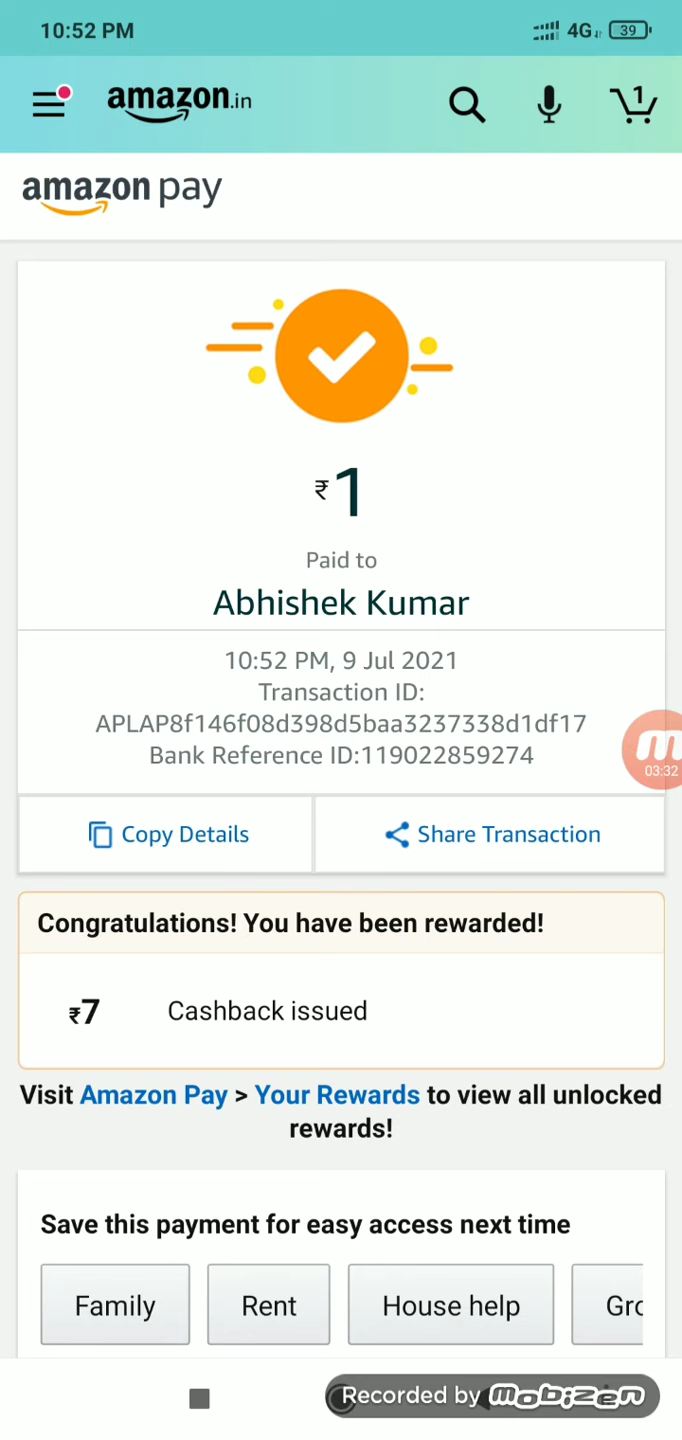 10:52 PM
4G 39
amazon.in
1
amazon pay
₹1
Paid to
Abhishek Kumar
10:52 PM, 9 Jul 2021
Transaction ID:
APLAP8f146f08d398d5baa3237338d1df17
Bank Reference ID:119022859274
03:32
Copy Details
Share Transaction
Congratulations! You have been rewarded!
₹7 Cashback issued
Visit Amazon Pay > Your Rewards to view all unlocked
rewards!
Save this payment for easy access next time
Family
Rent
House help
Gro
Recorded by mobizen